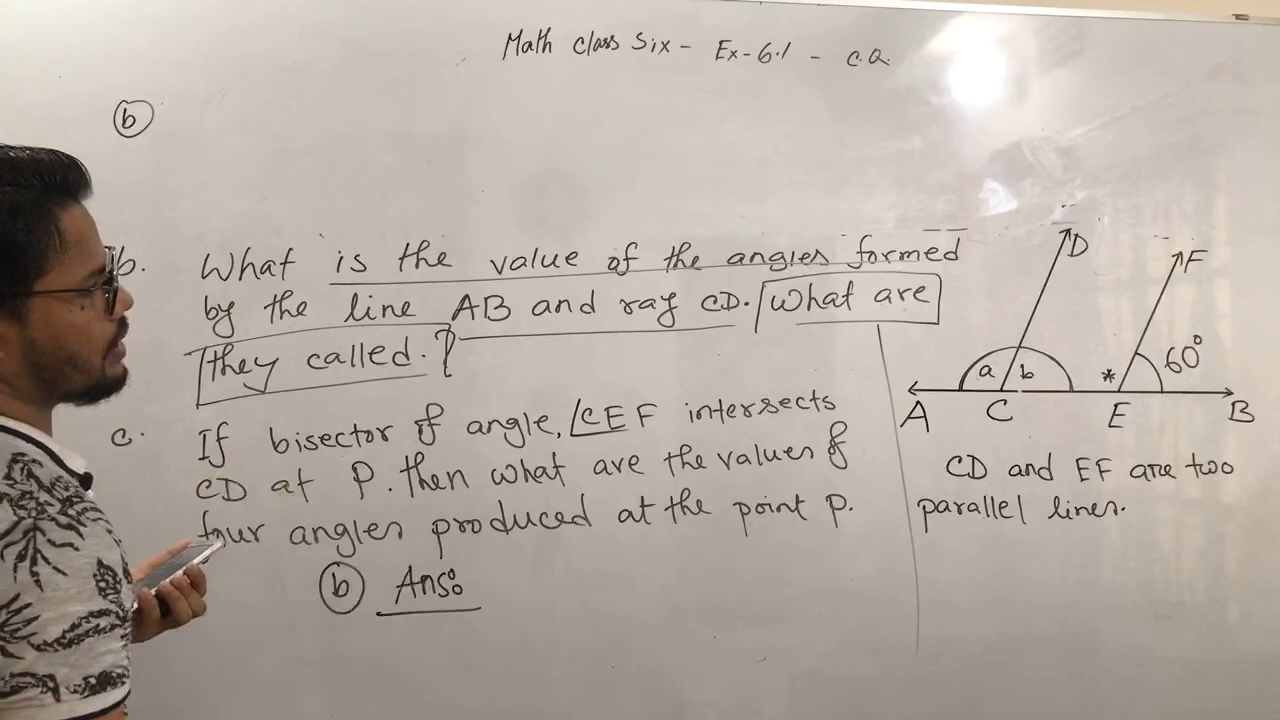 Math class Six - Ex-6.1 - C.Q.
b
b. What is the value of the angles formed
by the line AB and ray CD. What are
they called.?
c. If bisector of angle, ∠CEF intersects
CD at P. then what are the values of
four angles produced at the point P.
b Ans:
D
F
a b * 60°
A C E B
CD and EF are two
parallel lines.